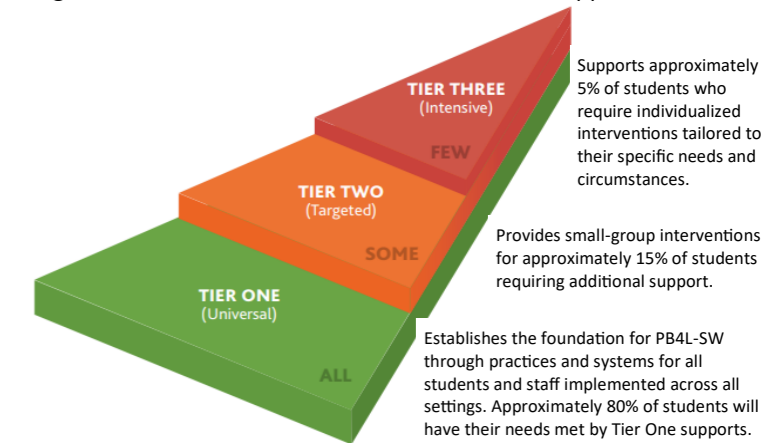 TIER THREE
(Intensive)
FEW
Supports approximately
5% of students who
require individualized
interventions tailored to
their specific needs and
circumstances.
TIER TWO
(Targeted)
SOME
Provides small-group interventions
for approximately 15% of students
requiring additional support.
TIER ONE
(Universal)
ALL
Establishes the foundation for PB4L-SW
through practices and systems for all
students and staff implemented across all
settings. Approximately 80% of students will
have their needs met by Tier One supports.